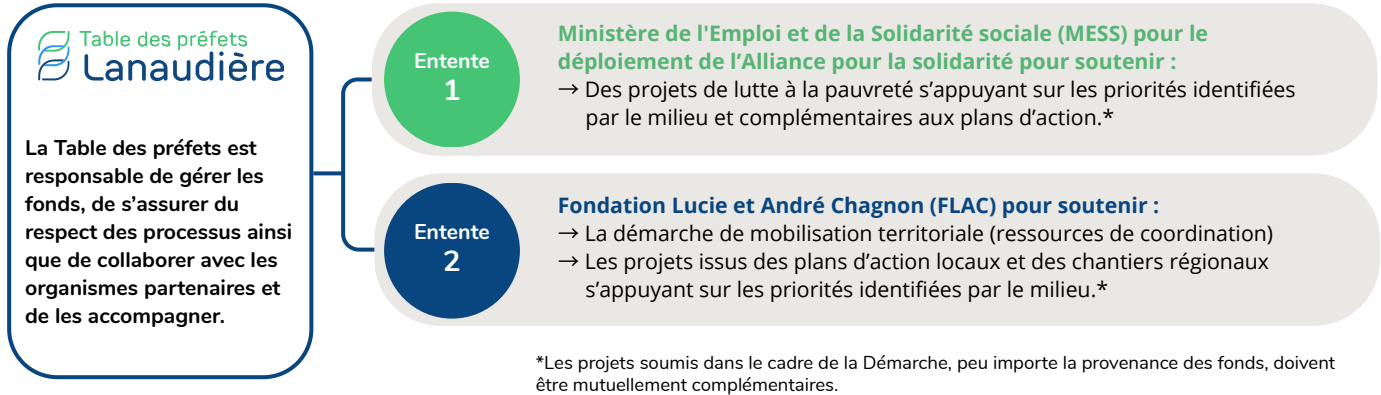 Table des préfets
Lanaudière
La Table des préfets est
responsable de gérer les
fonds, de s’assurer du
respect des processus ainsi
que de collaborer avec les
organismes partenaires et
de les accompagner.
Entente
1
Ministère de l'Emploi et de la Solidarité sociale (MESS) pour le
déploiement de l’Alliance pour la solidarité pour soutenir :
→ Des projets de lutte à la pauvreté s’appuyant sur les priorités identifiées
par le milieu et complémentaires aux plans d’action.*
Entente
2
Fondation Lucie et André Chagnon (FLAC) pour soutenir :
→ La démarche de mobilisation territoriale (ressources de coordination)
→ Les projets issus des plans d’action locaux et des chantiers régionaux
s’appuyant sur les priorités identifiées par le milieu.*
*Les projets soumis dans le cadre de la Démarche, peu importe la provenance des fonds, doivent
être mutuellement complémentaires.